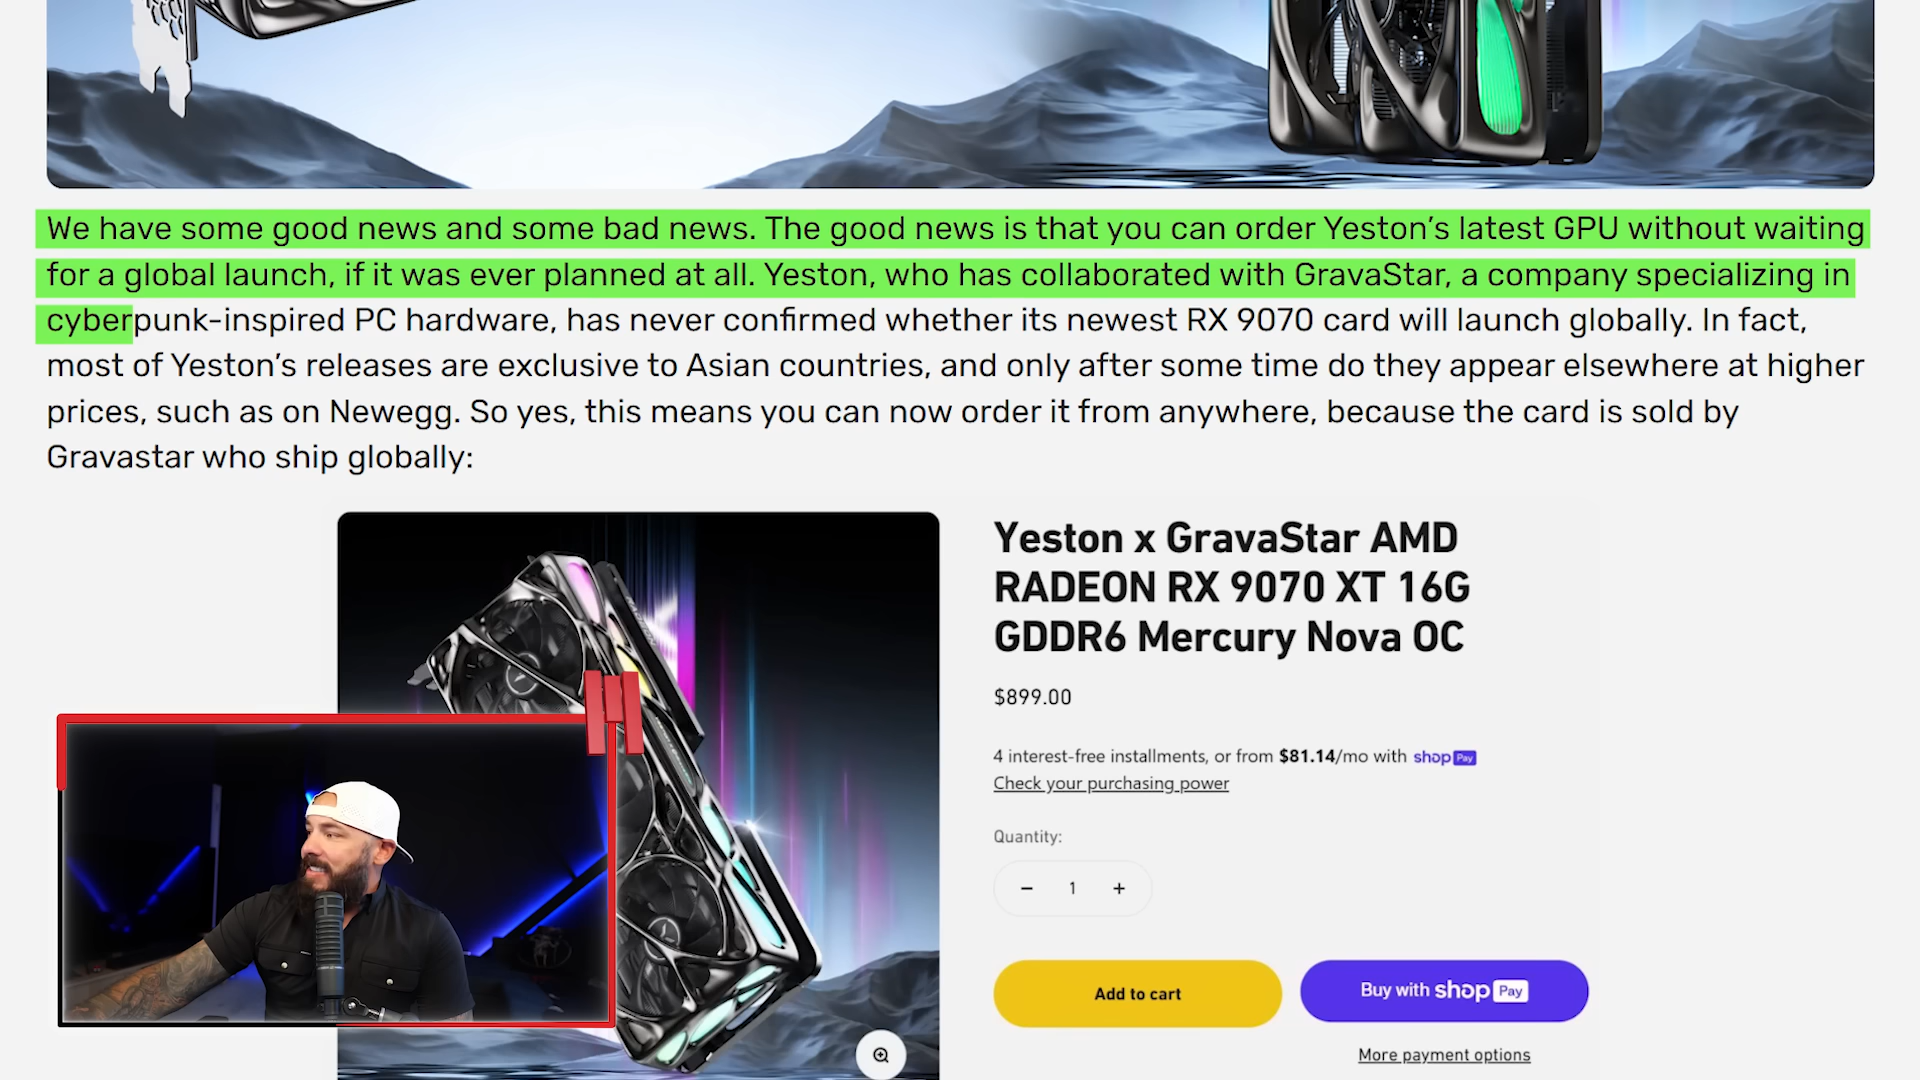 We have some good news and some bad news. The good news is that you can order Yeston’s latest GPU without waiting
for a global launch, if it was ever planned at all. Yeston, who has collaborated with GravaStar, a company specializing in
cyberpunk-inspired PC hardware, has never confirmed whether its newest RX 9070 card will launch globally. In fact,
most of Yeston’s releases are exclusive to Asian countries, and only after some time do they appear elsewhere at higher
prices, such as on Newegg. So yes, this means you can now order it from anywhere, because the card is sold by
Gravastar who ship globally:
Yeston x GravaStar AMD
RADEON RX 9070 XT 16G
GDDR6 Mercury Nova OC
$899.00
4 interest-free installments, or from $81.14/mo with shop Pay
Check your purchasing power
Quantity:
− 1 +
Add to cart
Buy with shop Pay
More payment options